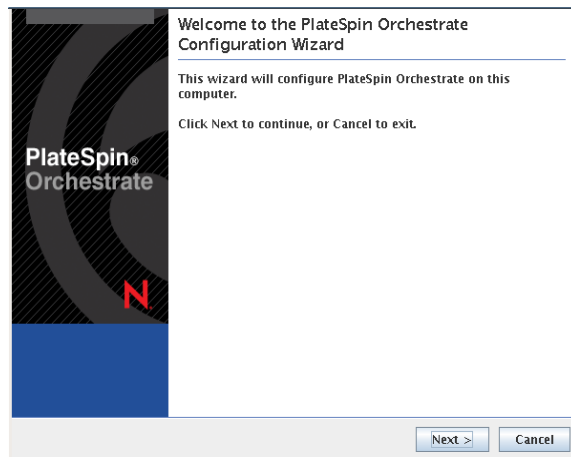 Welcome to the PlateSpin Orchestrate
Configuration Wizard
This wizard will configure PlateSpin Orchestrate on this
computer.
Click Next to continue, or Cancel to exit.
PlateSpin®
Orchestrate
N
Next >
Cancel